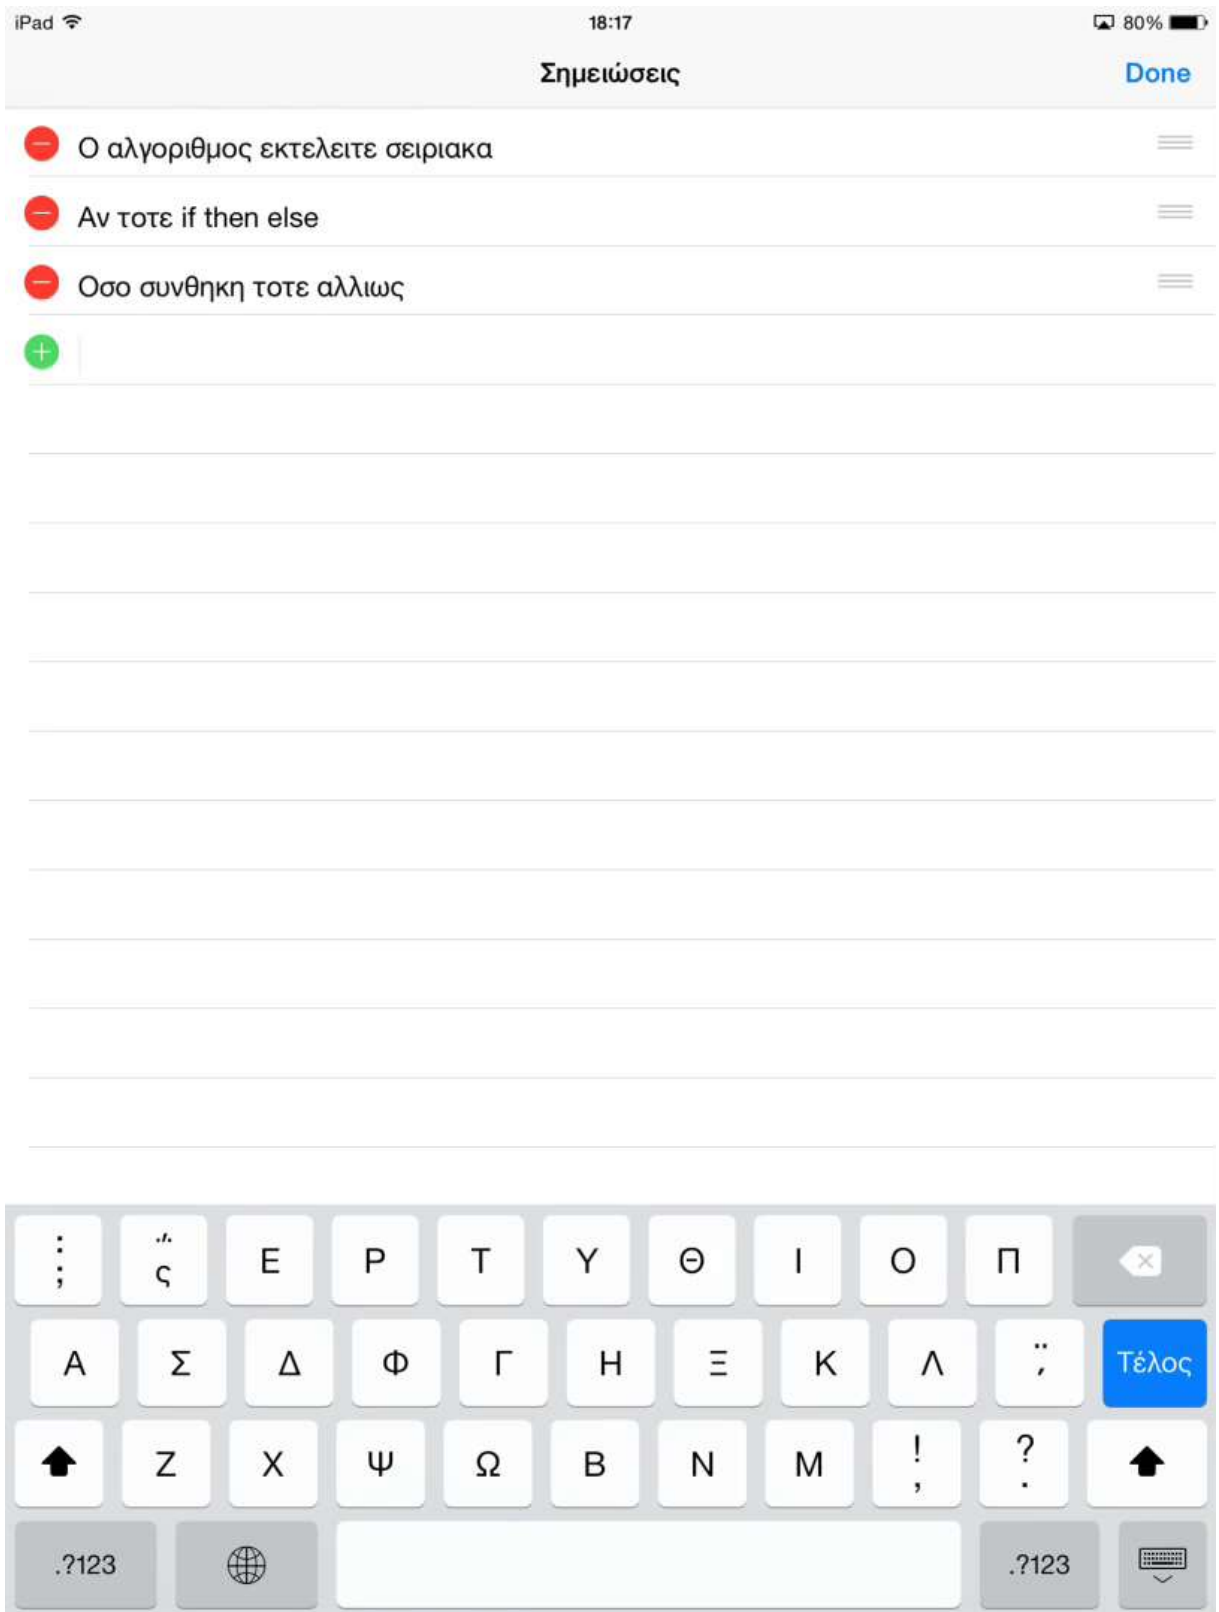 iPad 18:17 80%
Σημειώσεις Done
Ο αλγοριθμος εκτελειτε σειριακα
Αν τοτε if then else
Οσο συνθηκη τοτε αλλιως
: ; ΅ ς Ε Ρ Τ Υ Θ Ι Ο Π
Α Σ Δ Φ Γ Η Ξ Κ Λ ¨ ΄ Τέλος
Ζ Χ Ψ Ω Β Ν Μ ! , ? .
.?123 .?123